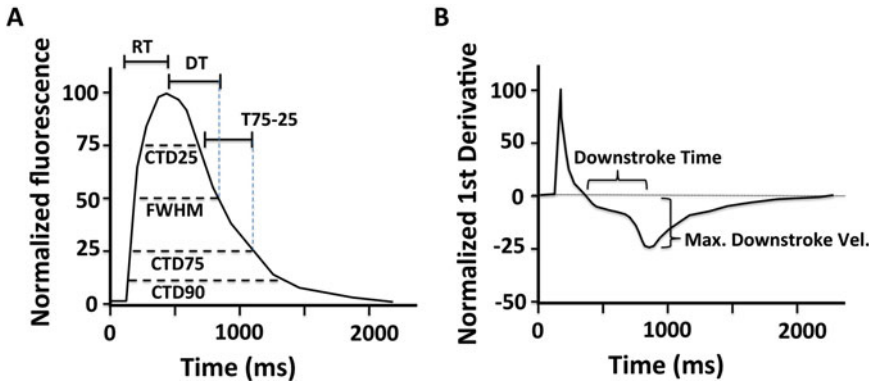 A
RT
DT
T75-25
CTD25
FWHM
CTD75
CTD90
Normalized fluorescence
100
75
50
25
0
0
1000
2000
Time (ms)
B
Normalized 1st Derivative
100
50
0
-25
-50
Downstroke Time
Max. Downstroke Vel.
0
1000
2000
Time (ms)